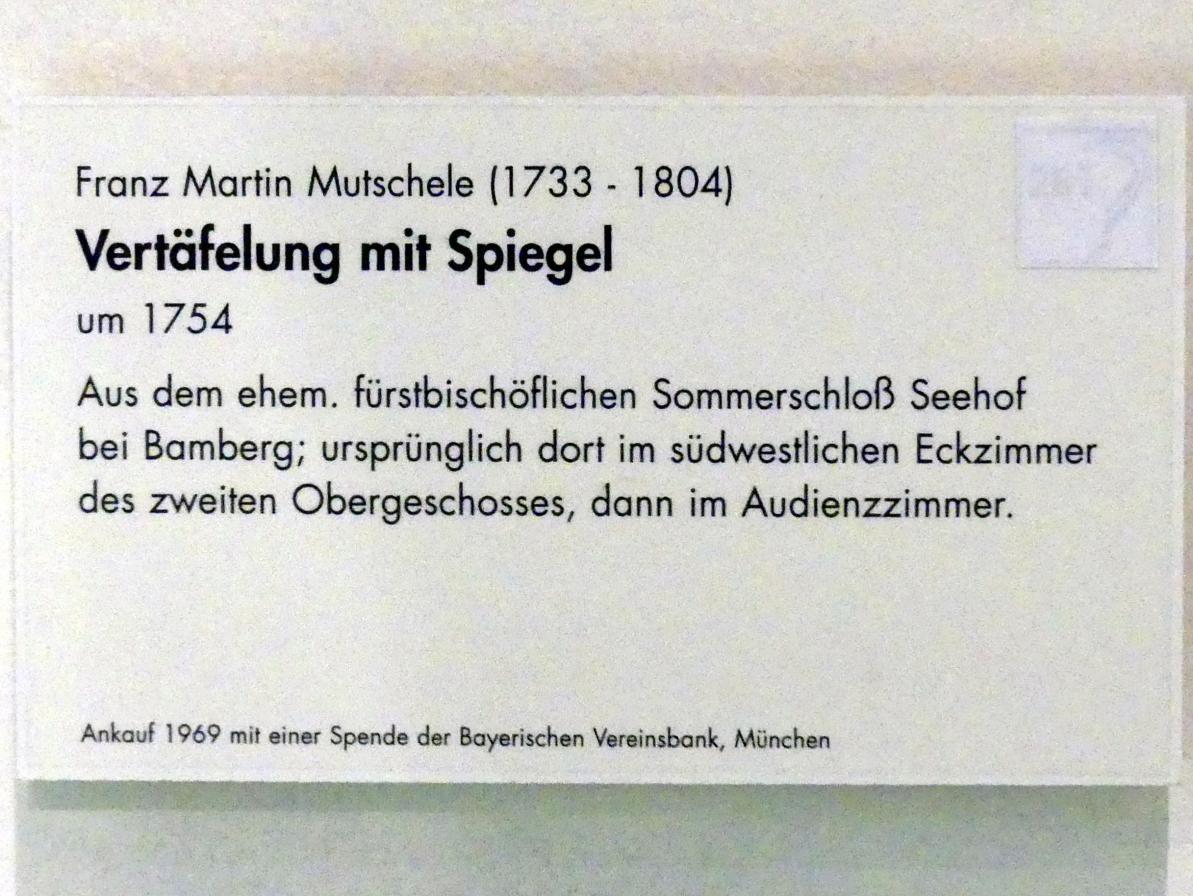 Franz Martin Mutschele (1733 - 1804)
Vertäfelung mit Spiegel
um 1754
Aus dem ehem. fürstbischöflichen Sommerschloß Seehof
bei Bamberg; ursprünglich dort im südwestlichen Eckzimmer
des zweiten Obergeschosses, dann im Audienzzimmer.
Ankauf 1969 mit einer Spende der Bayerischen Vereinsbank, München